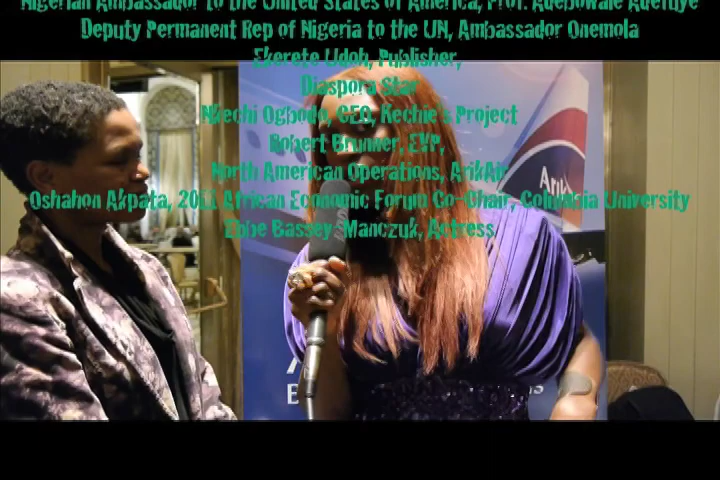 Nigerian Ambassador to the United States of America, Prof. Adebowale Adefuye
Deputy Permanent Rep of Nigeria to the UN, Ambassador Onemola
Ekerete Udoh, Publisher,
Diaspora Star
Nkechi Ogbodo, CEO, Kechie's Project
Robert Brunner, EVP,
North American Operations, ArikAir
Oshahon Akpata, 2011 African Economic Forum Co-Chair, Columbia University
Ebbe Bassey Manczuk, Actress
Arik